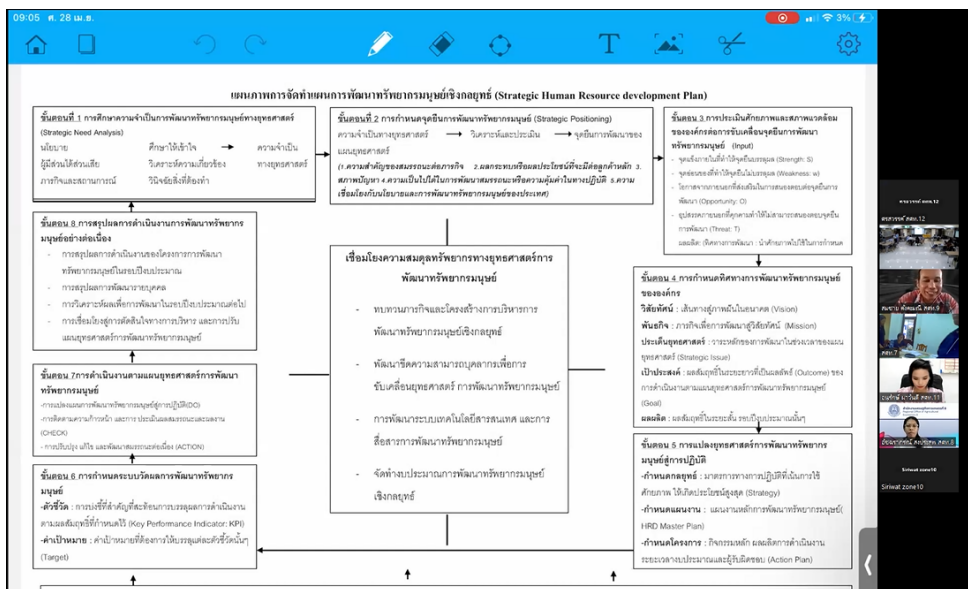 09:05 ศ. 28 เม.ย.
3%
T
แผนภาพการจัดทำแผนการพัฒนาทรัพยากรมนุษย์เชิงกลยุทธ์ (Strategic Human Resource development Plan)
ขั้นตอนที่ 1 การศึกษาความจำเป็นการพัฒนาทรัพยากรมนุษย์ทางยุทธศาสตร์
(Strategic Need Analysis)
นโยบาย ศึกษาให้เข้าใจ → ความจำเป็น
ผู้มีส่วนได้ส่วนเสีย วิเคราะห์ความเกี่ยวข้อง ทางยุทธศาสตร์
ภารกิจและสถานการณ์ วินิจฉัยสิ่งที่ต้องทำ
ขั้นตอนที่ 2 การกำหนดจุดยืนการพัฒนาทรัพยากรมนุษย์ (Strategic Positioning)
ความจำเป็นทางยุทธศาสตร์ → วิเคราะห์และประเมิน → จุดยืนการพัฒนาของ
แผนยุทธศาสตร์
(1.ความสำคัญของสมรรถนะต่อภารกิจ 2.ผลกระทบหรือผลประโยชน์ที่จะมีต่อลูกค้าหลัก 3.
สภาพปัญหา 4.ความเป็นไปได้ในการพัฒนาสมรรถนะหรือความคุ้มค่าในทางปฏิบัติ 5.ความ
เชื่อมโยงกับนโยบายและการพัฒนาทรัพยากรมนุษย์ของประเทศ)
ขั้นตอน 3 การประเมินศักยภาพและสภาพแวดล้อม
ขององค์กรต่อการขับเคลื่อนจุดยืนการพัฒนา
ทรัพยากรมนุษย์ (Input)
- จุดแข็งภายในที่ทำให้จุดยืนบรรลุผล (Strength: S)
- จุดอ่อนของที่ทำให้จุดยืนไม่บรรลุผล (Weakness: w)
- โอกาสจากภายนอกที่ส่งเสริมในการสนองตอบต่อจุดยืนการ
พัฒนา (Opportunity: O)
- อุปสรรคภายนอกที่คุกคามทำให้ไม่สามารถสนองตอบจุดยืน
การพัฒนา (Threat: T)
ผลผลิต: (ทิศทางการพัฒนา : นำศักยภาพไปใช้ในการกำหนด
ขั้นตอน 4 การกำหนดทิศทางการพัฒนาทรัพยากรมนุษย์
ขององค์กร
วิสัยทัศน์ : เส้นทางสู่ภาพฝันในอนาคต (Vision)
พันธกิจ : ภารกิจเพื่อการพัฒนาสู่วิสัยทัศน์ (Mission)
ประเด็นยุทธศาสตร์ : วาระหลักของการพัฒนาในช่วงเวลาของแผน
ยุทธศาสตร์ (Strategic Issue)
เป้าประสงค์ : ผลสัมฤทธิ์ในระยะยาวที่เป็นผลลัพธ์ (Outcome) ของ
การดำเนินงานตามแผนยุทธศาสตร์การพัฒนาทรัพยากรมนุษย์
(Goal)
ผลผลิต : ผลสัมฤทธิ์ในระยะสั้น รอบปีงบประมาณนั้นๆ
ขั้นตอน 5 การแปลงยุทธศาสตร์การพัฒนาทรัพยากร
มนุษย์สู่การปฏิบัติ
-กำหนดกลยุทธ์ : มาตรการทางการปฏิบัติที่เน้นการใช้
ศักยภาพ ให้เกิดประโยชน์สูงสุด (Strategy)
-กำหนดแผนงาน : แผนงานหลักการพัฒนาทรัพยากรมนุษย์(
HRD Master Plan)
-กำหนดโครงการ : กิจกรรมหลัก ผลผลิตการดำเนินงาน
ระยะเวลางบประมาณและผู้รับผิดชอบ (Action Plan)
ขั้นตอน 6 การกำหนดระบบวัดผลการพัฒนาทรัพยากร
มนุษย์
-ตัวชี้วัด : การบ่งชี้ที่สำคัญที่สะท้อนการบรรลุผลการดำเนินงาน
ตามผลสัมฤทธิ์ที่กำหนดไว้ (Key Performance Indicator: KPI)
-ค่าเป้าหมาย : ค่าเป้าหมายที่ต้องการให้บรรลุแต่ละตัวชี้วัดนั้นๆ
(Target)
ขั้นตอน 7การดำเนินงานตามแผนยุทธศาสตร์การพัฒนา
ทรัพยากรมนุษย์
-การแปลงแผนการพัฒนาทรัพยากรมนุษย์สู่การปฏิบัติ(DO)
-การติดตามความก้าวหน้า และการ ประเมินผลสมรรถนะและผลงาน
(CHECK)
- การปรับปรุง แก้ไข และพัฒนาสมรรถนะต่อเนื่อง (ACTION)
ขั้นตอน 8 การสรุปผลการดำเนินงานการพัฒนาทรัพยากร
มนุษย์อย่างต่อเนื่อง
- การสรุปผลการดำเนินงานของโครงการการพัฒนา
ทรัพยากรมนุษย์ในรอบปีงบประมาณ
- การสรุปผลการพัฒนารายบุคคล
- การวิเคราะห์ผลเพื่อการพัฒนาในรอบปีงบประมาณต่อไป
- การเชื่อมโยงสู่การตัดสินใจทางการบริหาร และการปรับ
แผนยุทธศาสตร์การพัฒนาทรัพยากรมนุษย์
เชื่อมโยงความสมดุลทรัพยากรทางยุทธศาสตร์การ
พัฒนาทรัพยากรมนุษย์
- ทบทวนภารกิจและโครงสร้างการบริหารการ
พัฒนาทรัพยากรมนุษย์เชิงกลยุทธ์
- พัฒนาขีดความสามารถบุคลากรเพื่อการ
ขับเคลื่อนยุทธศาสตร์ การพัฒนาทรัพยากรมนุษย์
- การพัฒนาระบบเทคโนโลยีสารสนเทศ และการ
สื่อสารการพัฒนาทรัพยากรมนุษย์
- จัดทำงบประมาณการพัฒนาทรัพยากรมนุษย์
เชิงกลยุทธ์
Siriwat zone10
Siriwat zone10